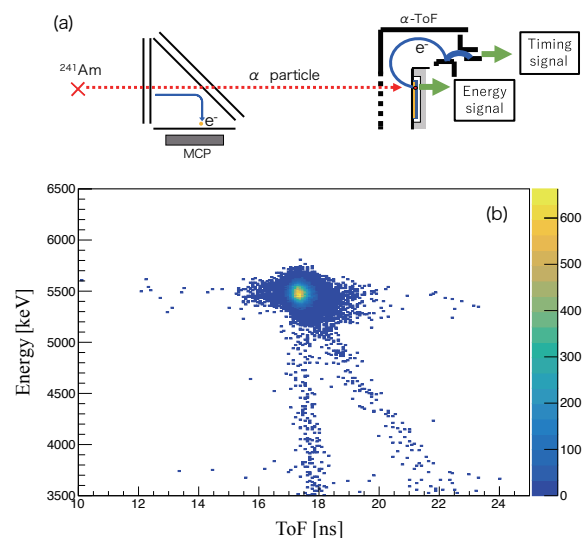 (a)
α-ToF
e-
Timing
signal
241Am
α particle
Energy
signal
e-
MCP
(b)
6500
6000
5500
5000
4500
4000
3500
Energy [keV]
10
12
14
16
18
20
22
24
ToF [ns]
600
500
400
300
200
100
0